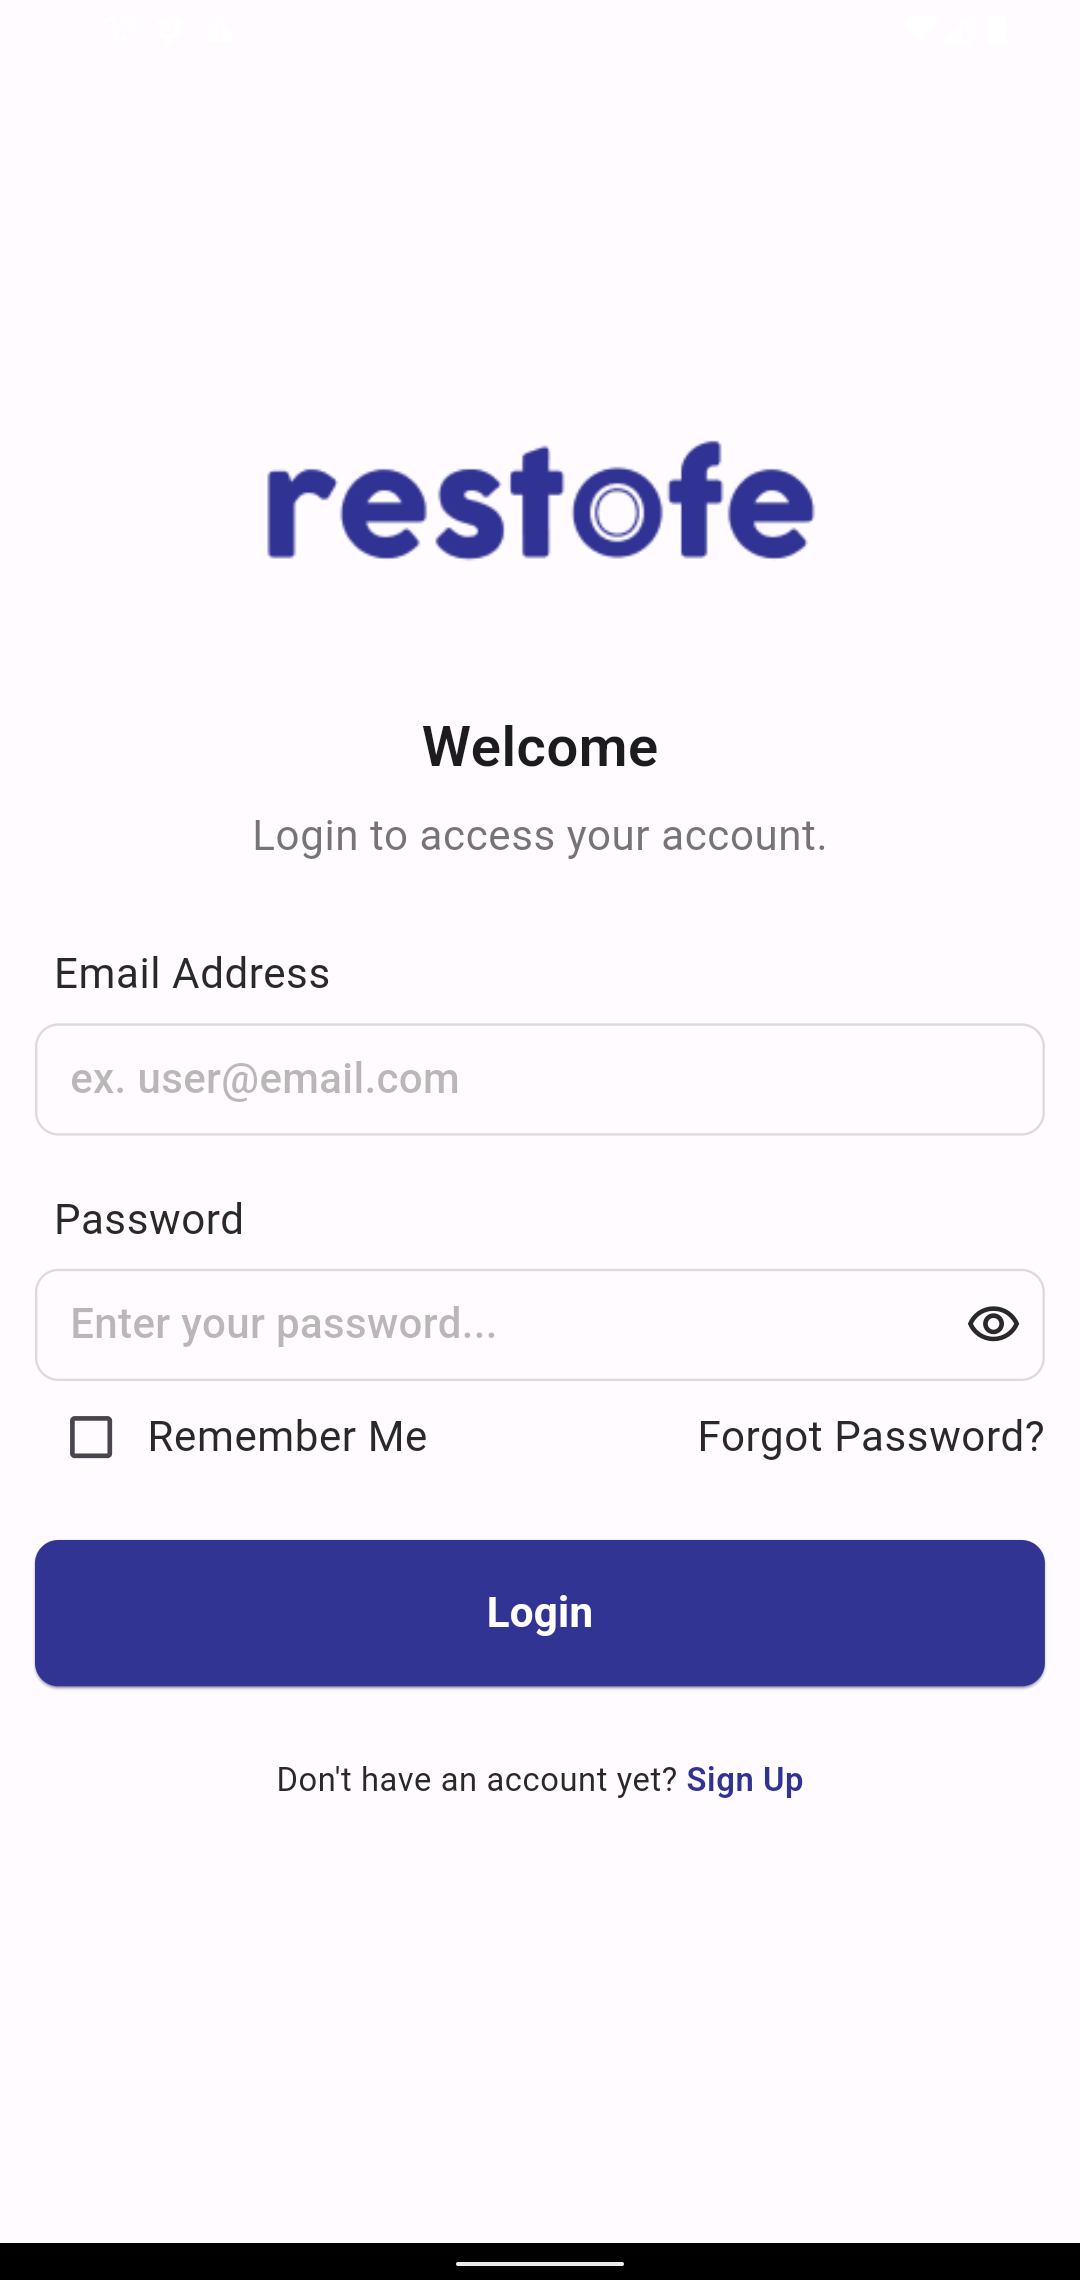 restofe
Welcome
Login to access your account.
Email Address
ex. user@email.com
Password
Enter your password...
Remember Me
Forgot Password?
Login
Don't have an account yet? Sign Up